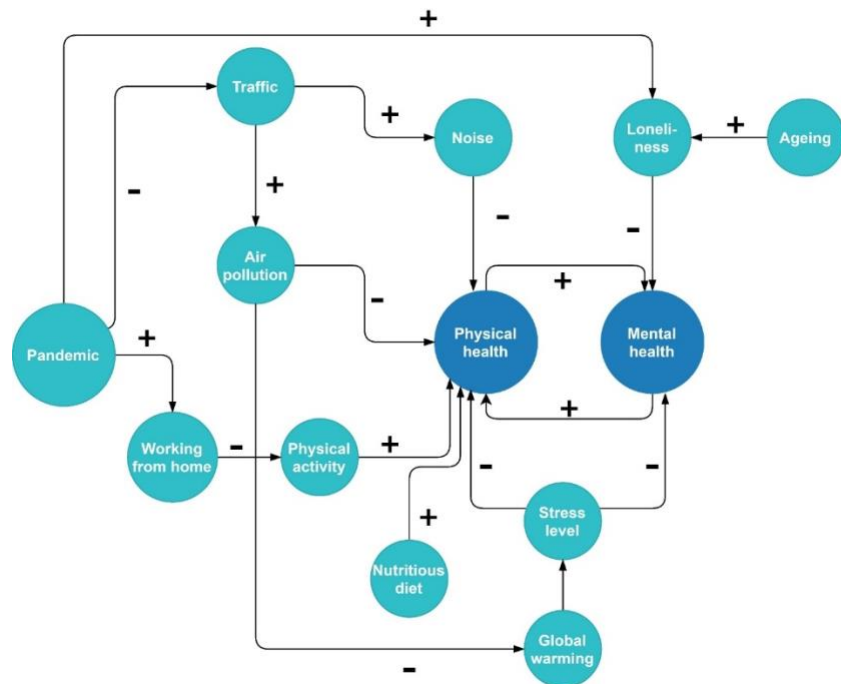 +
Traffic
+
Noise
Loneli-
ness
+
Ageing
-
+
-
-
Air
pollution
-
+
Physical
health
Mental
health
Pandemic
+
+
Working
from home
-
Physical
activity
+
-
-
+
Stress
level
Nutritious
diet
Global
warming
-